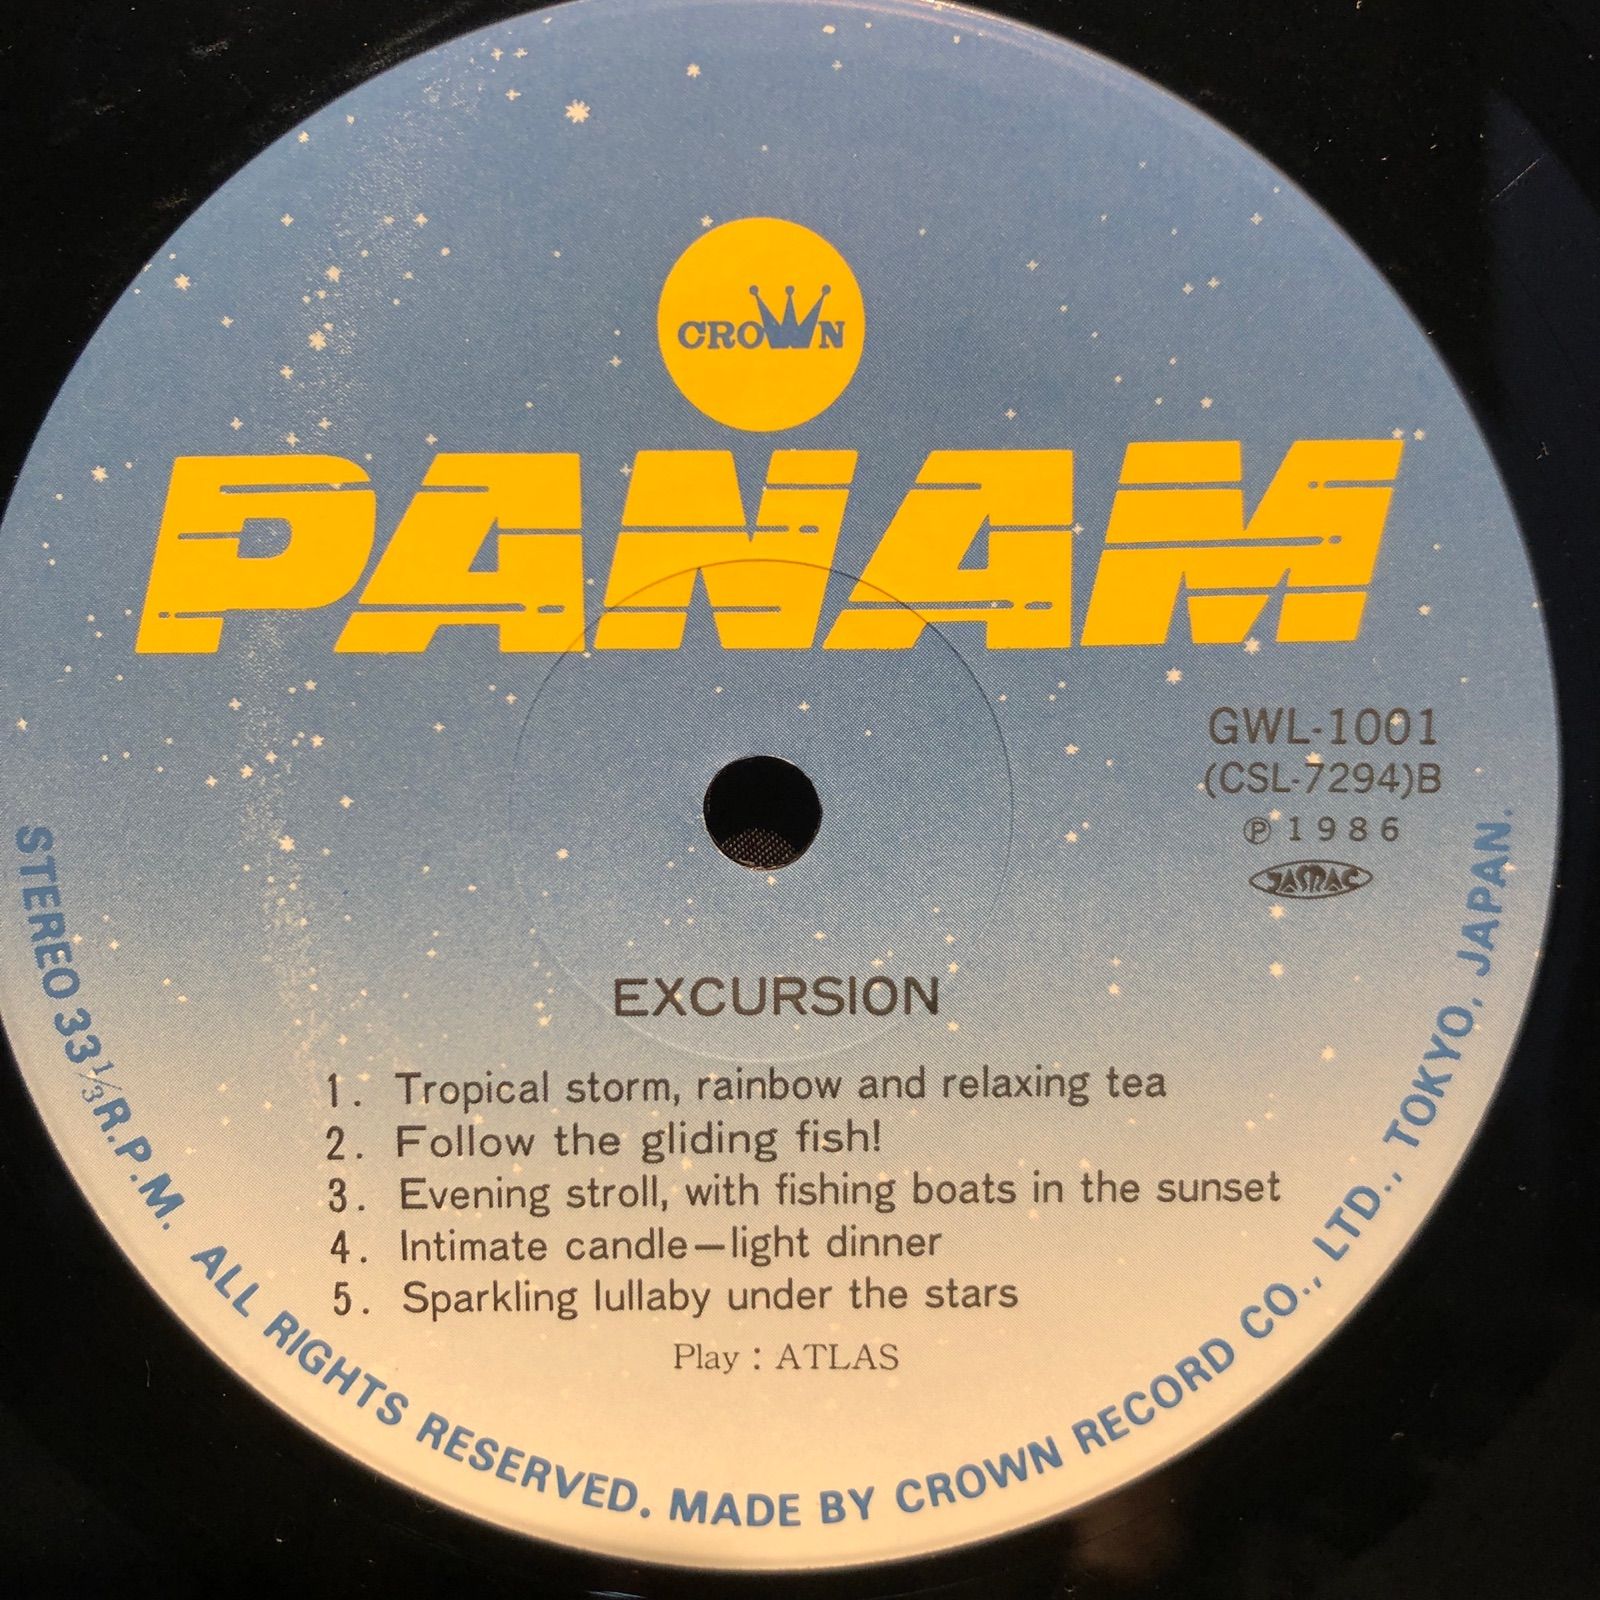 CROWN
PANAM
GWL-1001
(CSL-7294)B
Ⓟ1986
JASRAC
EXCURSION
1. Tropical storm, rainbow and relaxing tea
2. Follow the gliding fish!
3. Evening stroll, with fishing boats in the sunset
4. Intimate candle—light dinner
5. Sparkling lullaby under the stars
Play : ATLAS
STEREO 33⅓R.P.M. ALL RIGHTS RESERVED. MADE BY CROWN RECORD CO., LTD., TOKYO, JAPAN.